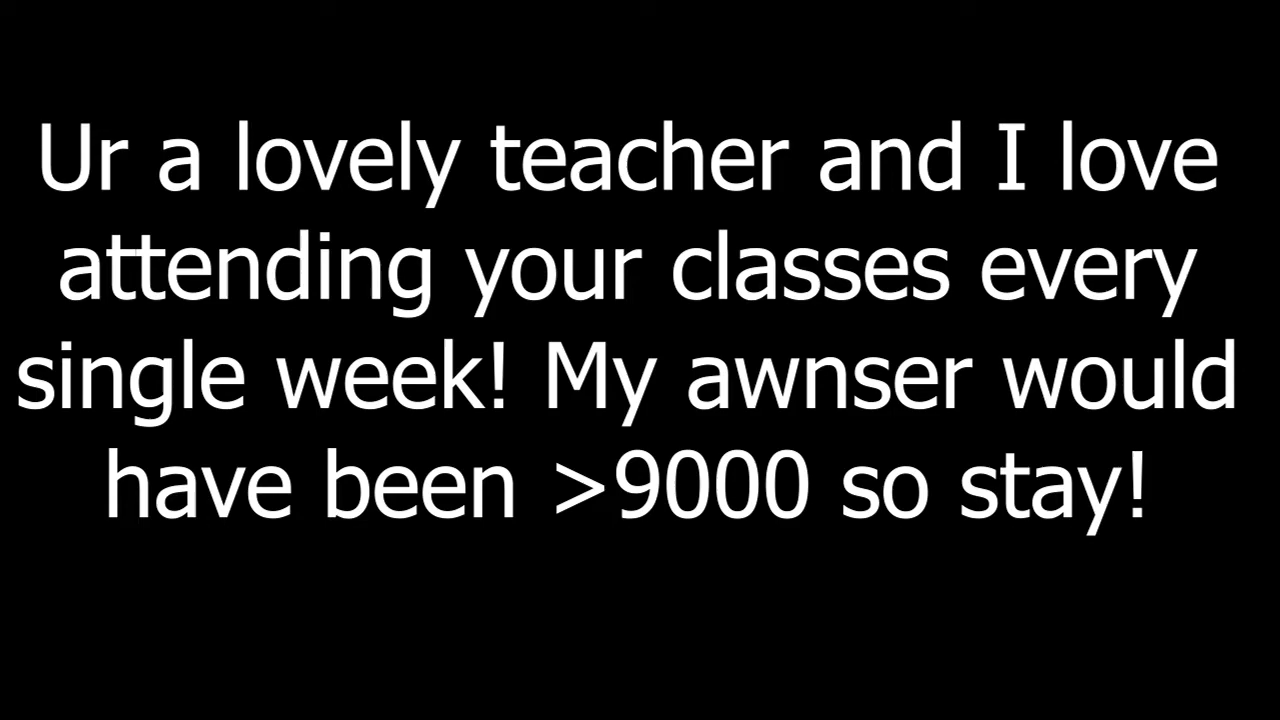 Ur a lovely teacher and I love
attending your classes every
single week! My awnser would
have been >9000 so stay!